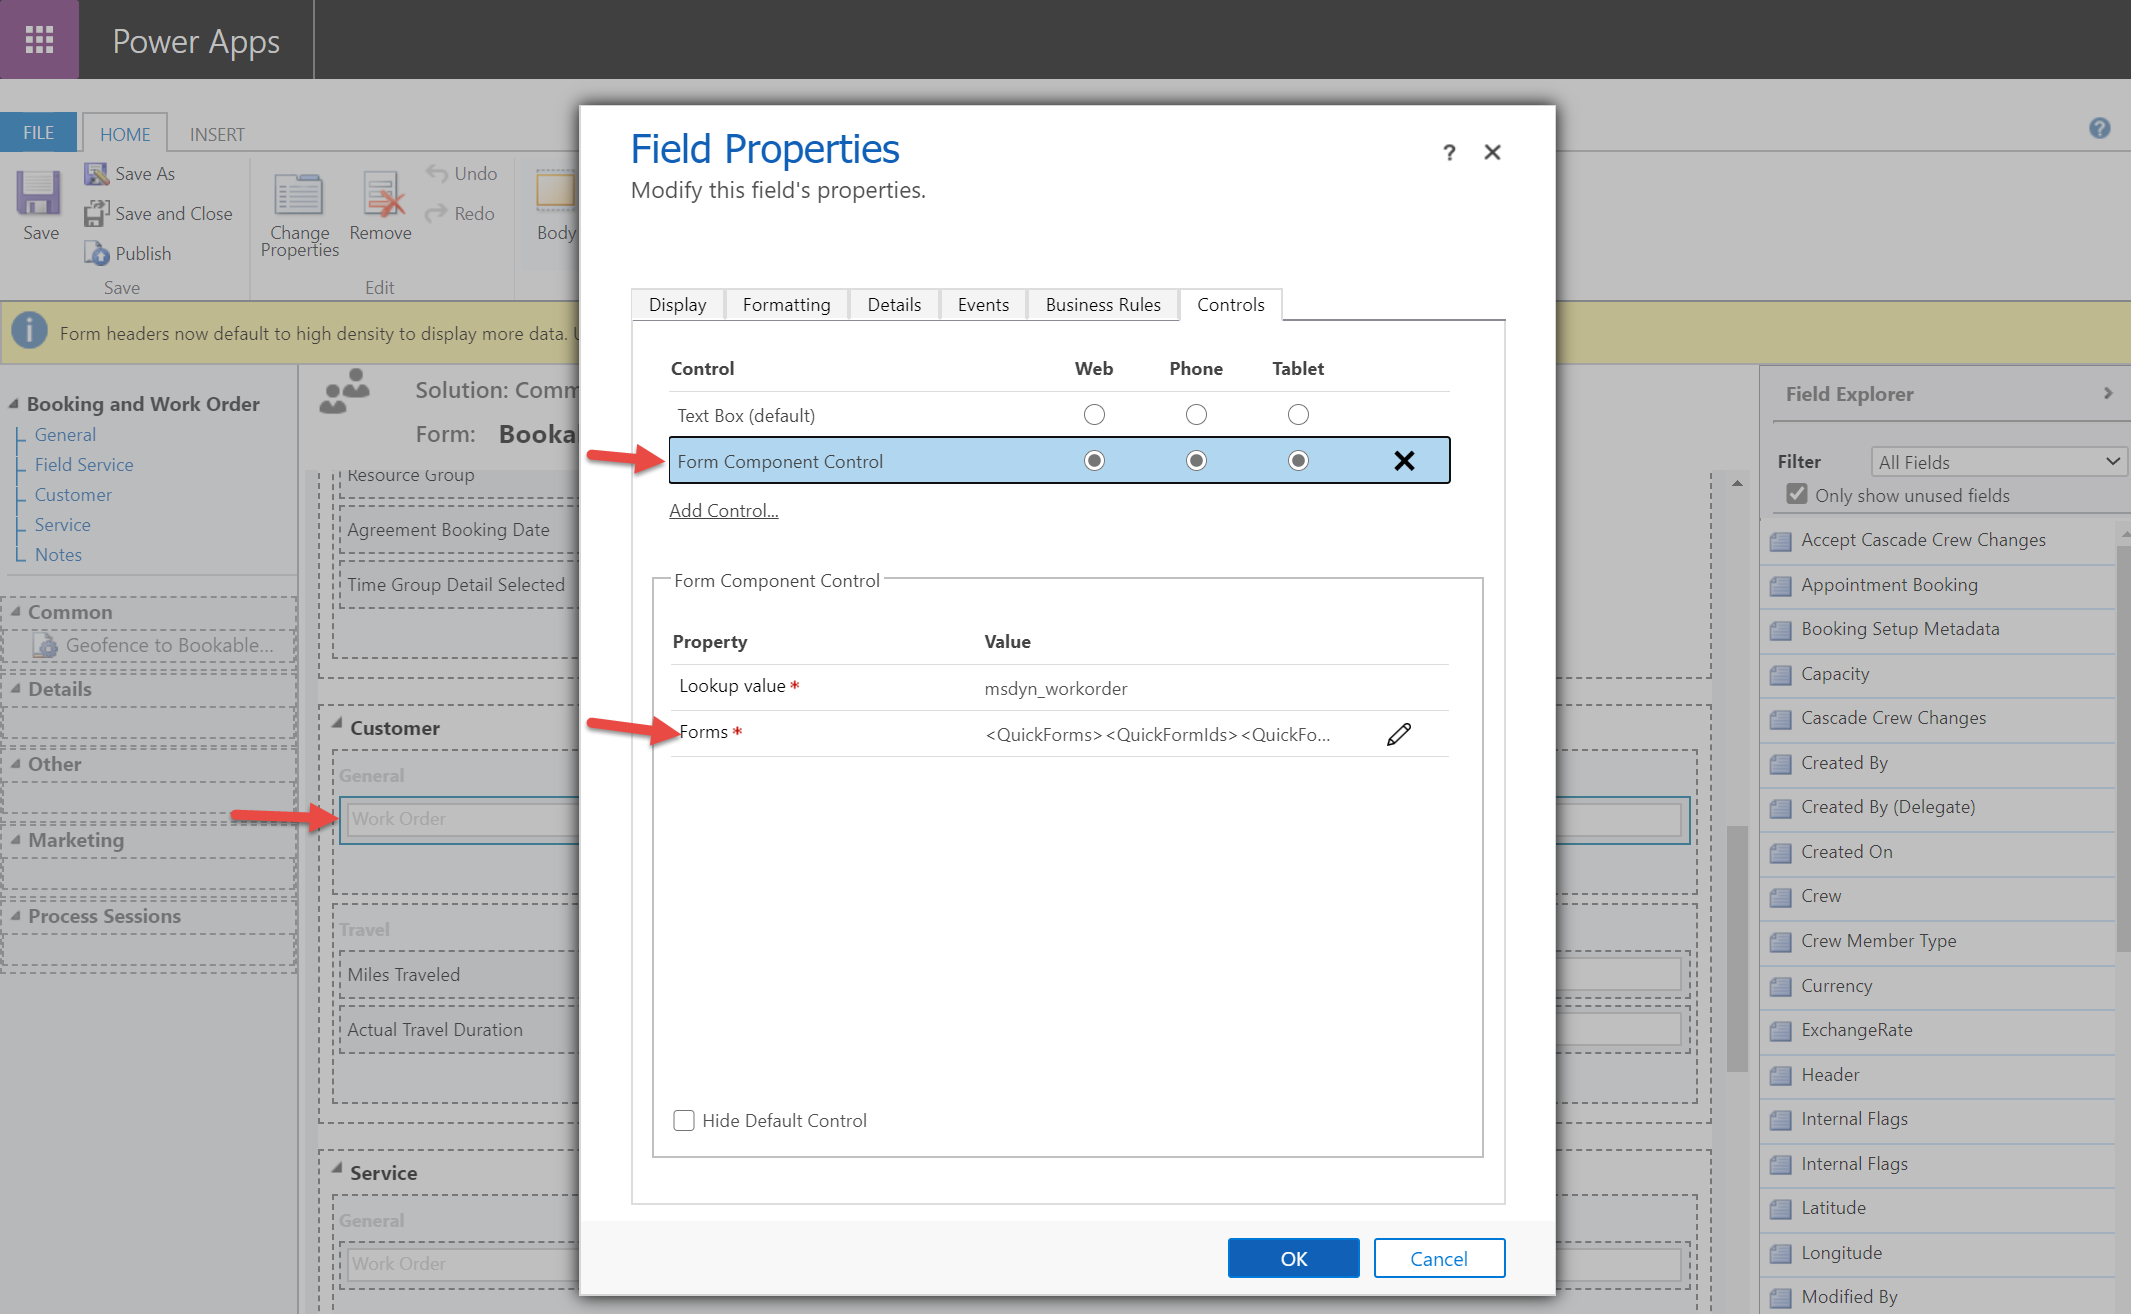 Power Apps
FILE
HOME
INSERT
Save
Save As
Save and Close
Publish
Save
Change
Properties
Remove
Undo
Redo
Edit
Body
Form headers now default to high density to display more data.
Booking and Work Order
General
Field Service
Customer
Service
Notes
Common
Geofence to Bookable...
Details
Other
Marketing
Process Sessions
Solution: Comm
Form: Booka
Resource Group
Agreement Booking Date
Time Group Detail Selected
Customer
General
Work Order
Travel
Miles Traveled
Actual Travel Duration
Service
General
Work Order
Field Properties
? ✕
Modify this field's properties.
Display
Formatting
Details
Events
Business Rules
Controls
Control Web Phone Tablet
Text Box (default)
Form Component Control
Add Control...
Form Component Control
Property Value
Lookup value * msdyn_workorder
Forms * <QuickForms><QuickFormIds><QuickFo...
Hide Default Control
OK
Cancel
?
Field Explorer
Filter All Fields
Only show unused fields
Accept Cascade Crew Changes
Appointment Booking
Booking Setup Metadata
Capacity
Cascade Crew Changes
Created By
Created By (Delegate)
Created On
Crew
Crew Member Type
Currency
ExchangeRate
Header
Internal Flags
Internal Flags
Latitude
Longitude
Modified By